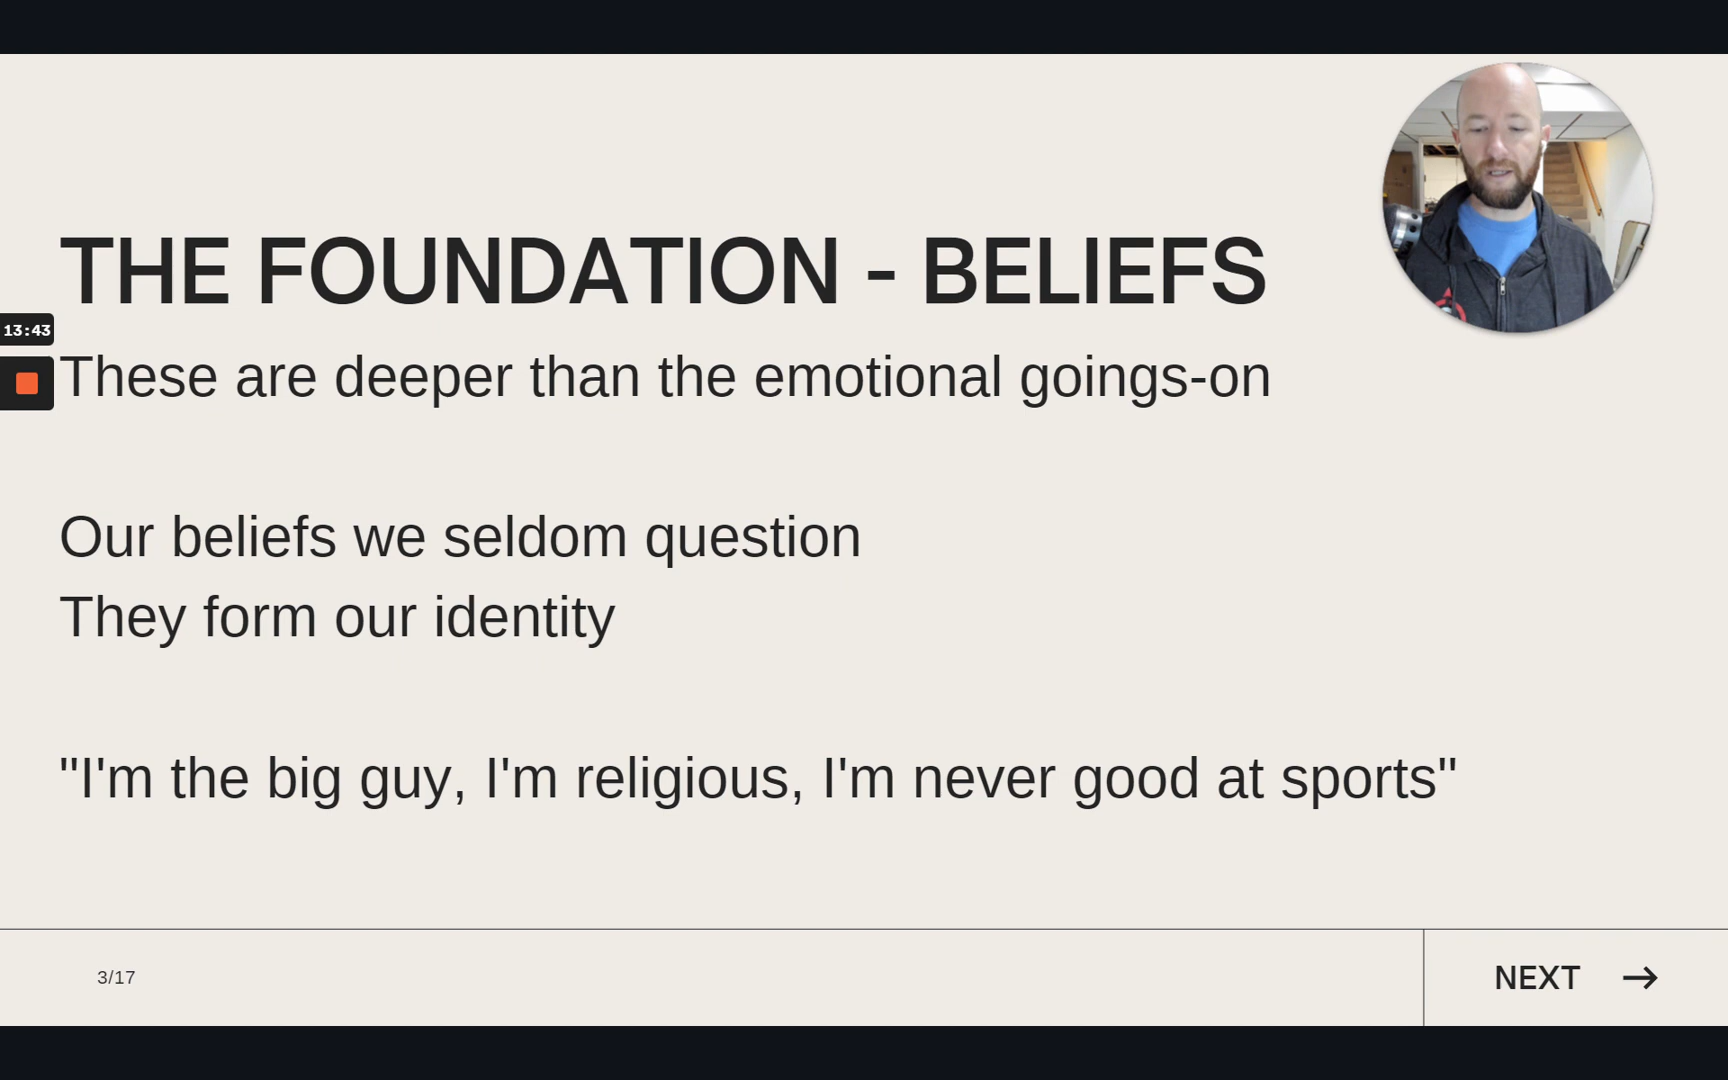 THE FOUNDATION - BELIEFS
13:43
These are deeper than the emotional goings-on
Our beliefs we seldom question
They form our identity
"I'm the big guy, I'm religious, I'm never good at sports"
3/17
NEXT →